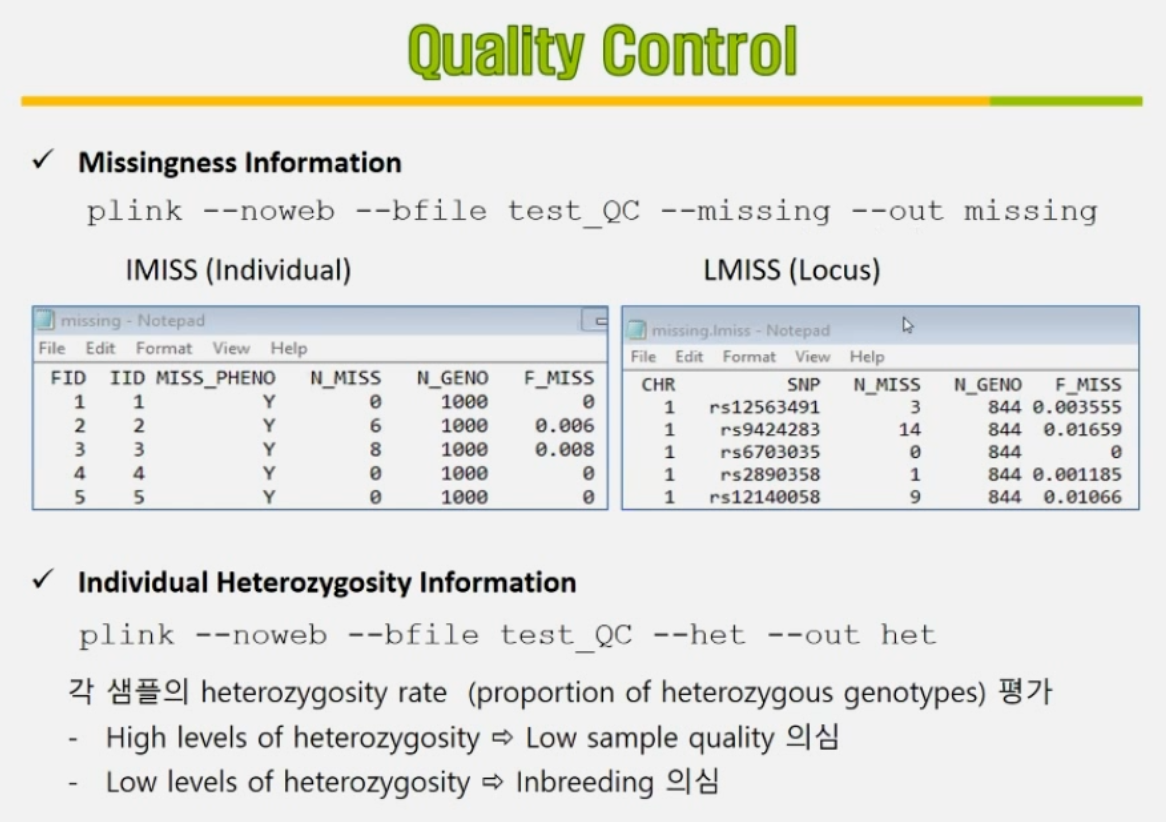 Quality Control
✓ Missingness Information
plink --noweb --bfile test_QC --missing --out missing
IMISS (Individual)
missing - Notepad
File Edit Format View Help
FID IID MISS_PHENO N_MISS N_GENO F_MISS
1 1 Y 0 1000 0
2 2 Y 6 1000 0.006
3 3 Y 8 1000 0.008
4 4 Y 0 1000 0
5 5 Y 0 1000 0
LMISS (Locus)
missing.lmiss - Notepad
File Edit Format View Help
CHR SNP N_MISS N_GENO F_MISS
1 rs12563491 3 844 0.003555
1 rs9424283 14 844 0.01659
1 rs6703035 0 844 0
1 rs2890358 1 844 0.001185
1 rs12140058 9 844 0.01066
✓ Individual Heterozygosity Information
plink --noweb --bfile test_QC --het --out het
각 샘플의 heterozygosity rate (proportion of heterozygous genotypes) 평가
- High levels of heterozygosity ⇨ Low sample quality 의심
- Low levels of heterozygosity ⇨ Inbreeding 의심